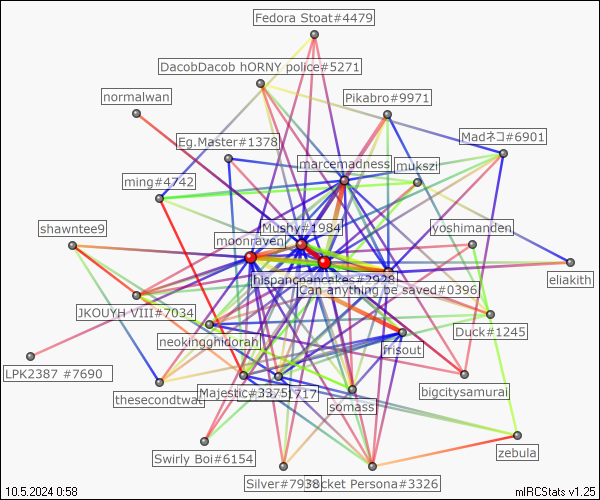 Fedora Stoat#4479
DacobDacob hORNY police#5271
normalwan
Pikabro#9971
Eg.Master#1378
Madネコ#6901
marcemadness
mukszi
ming#4742
shawntee9
Mushy#1984
yoshimanden
moonraven
eliakith
hispanicpancakes#2928
Can anything be saved#0396
JKOUYH VIII#7034
Duck#1245
neokingghidorah
frisout
LPK2387 #7690
thesecondtwat
Majestic#3375
1717
bigcitysamurai
somass
zebula
Swirly Boi#6154
Silver#7938
Pocket Persona#3326
10.5.2024 0:58
mIRCStats v1.25